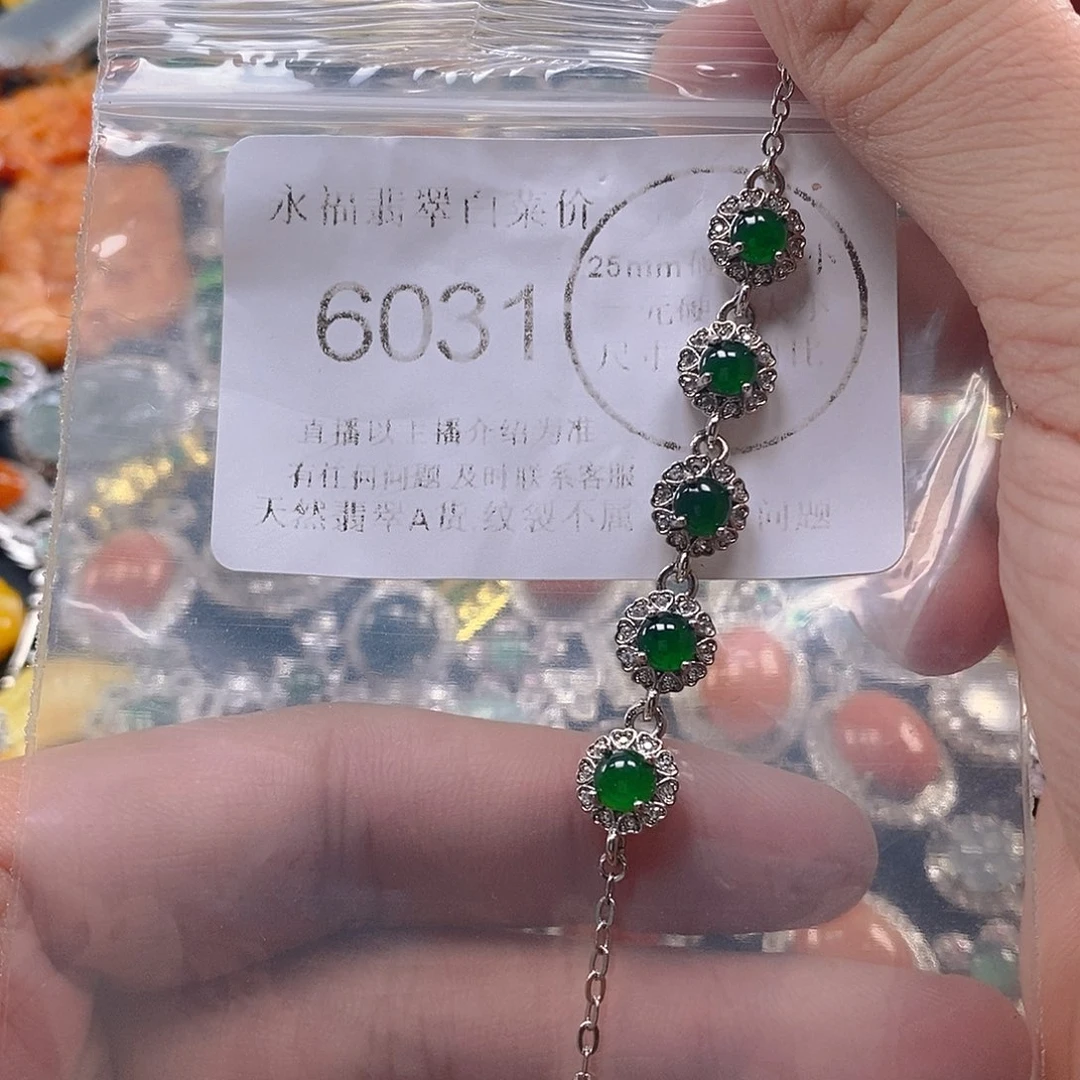 永福翡翠白菜价
6031
25mm
直播以主播介绍为准
有任何问题及时联系客服
天然翡翠A货 纹裂不属 问题